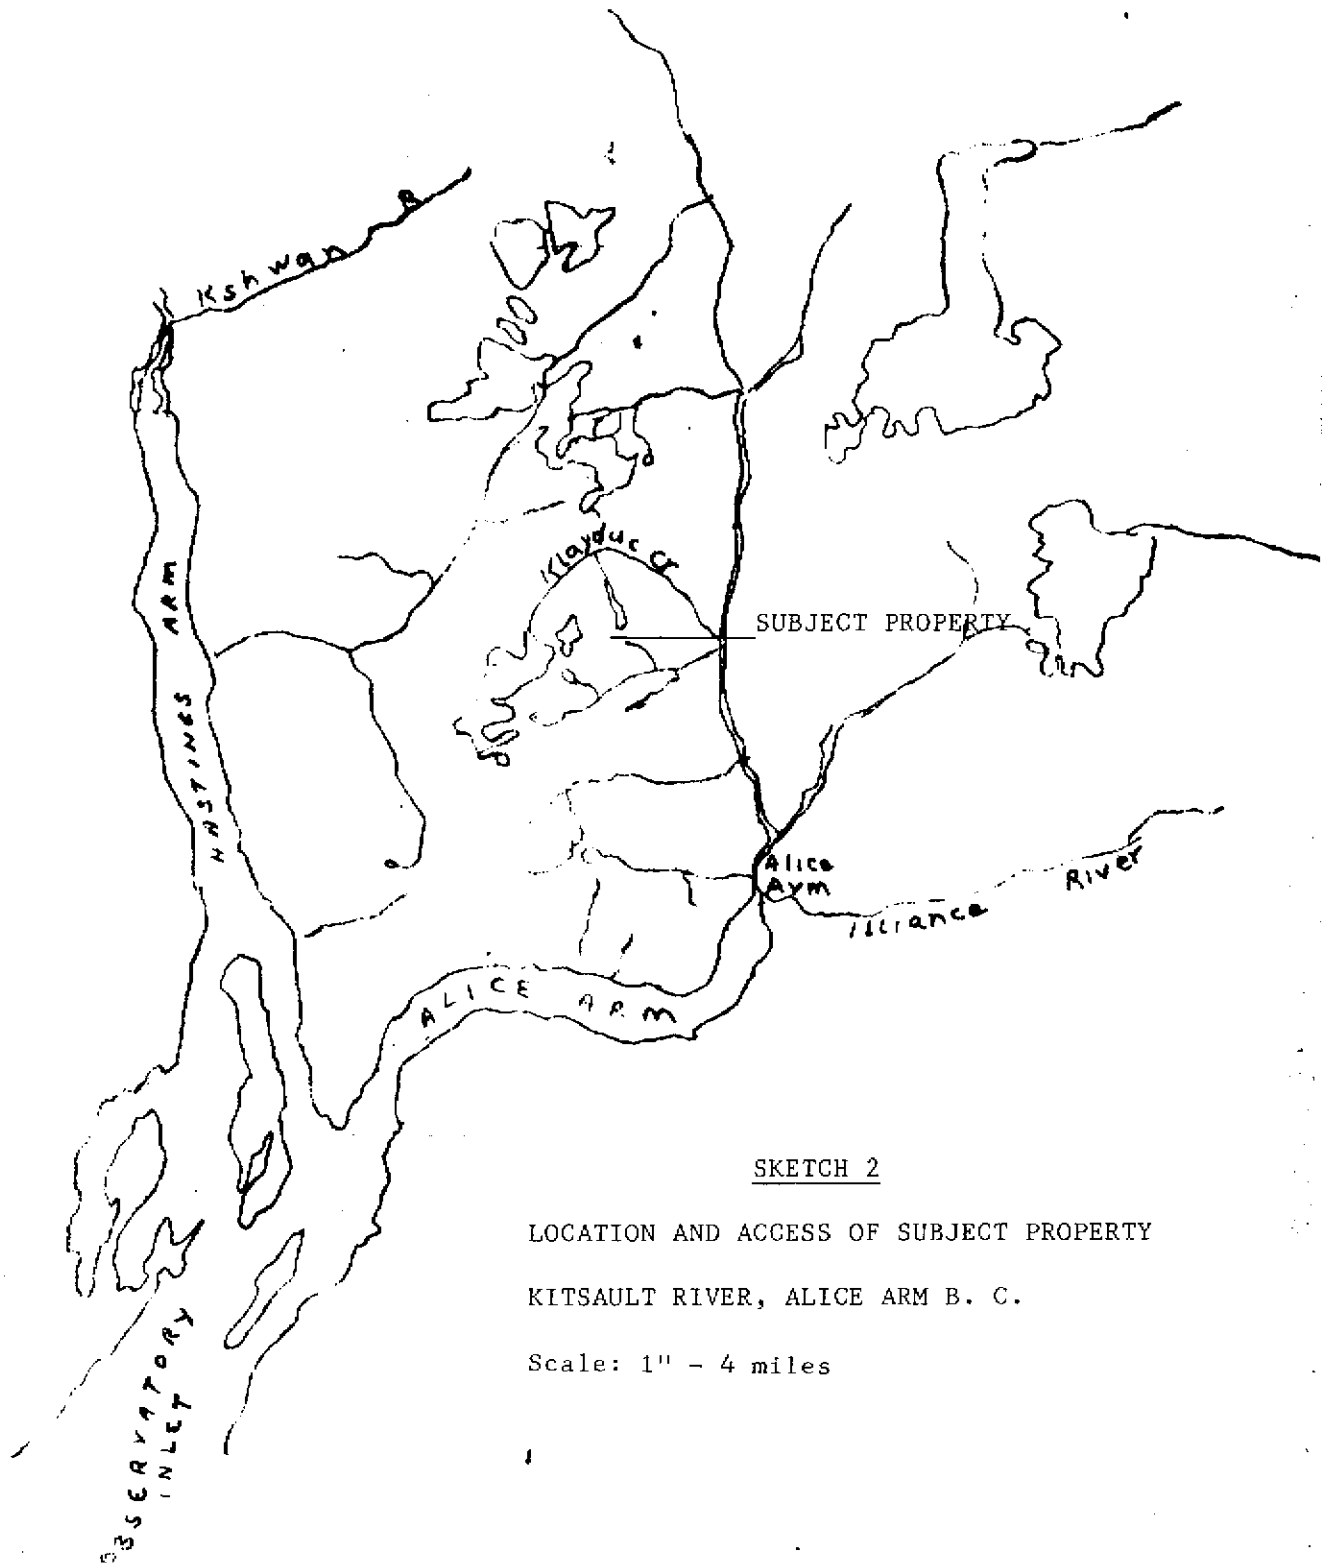 Kshwan R
Klayduc Cr
SUBJECT PROPERTY
HASTINGS ARM
Alice
Arm
Illiance River
ALICE ARM
OBSERVATORY
INLET
SKETCH 2
LOCATION AND ACCESS OF SUBJECT PROPERTY
KITSAULT RIVER, ALICE ARM B. C.
Scale: 1" - 4 miles